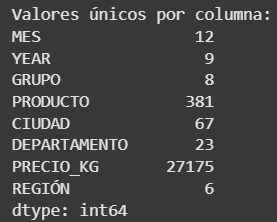 Valores únicos por columna:
MES 12
YEAR 9
GRUPO 8
PRODUCTO 381
CIUDAD 67
DEPARTAMENTO 23
PRECIO_KG 27175
REGIÓN 6
dtype: int64